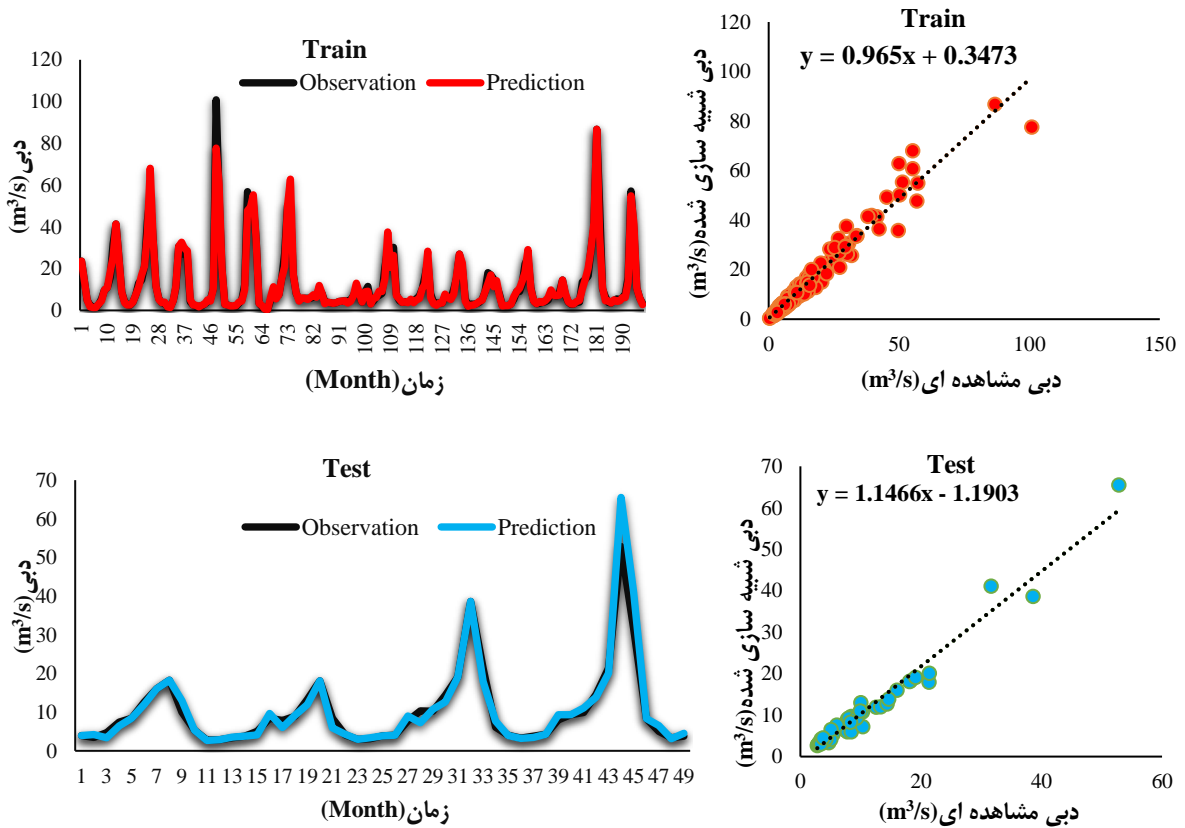 Train
Observation Prediction
120
100
80
60
40
20
0
دبی(m³/s)
1 10 19 28 37 46 55 64 73 82 91 100 109 118 127 136 145 154 163 172 181 190
زمان(Month)
Train
y = 0.965x + 0.3473
120
100
80
60
40
20
0
دبی شبیه سازی شده(m³/s)
0 50 100 150
دبی مشاهده ای(m³/s)
Test
Observation Prediction
70
60
50
40
30
20
10
0
دبی(m³/s)
1 3 5 7 9 11 13 15 17 19 21 23 25 27 29 31 33 35 37 39 41 43 45 47 49
زمان(Month)
Test
y = 1.1466x - 1.1903
70
60
50
40
30
20
10
0
دبی شبیه سازی شده(m³/s)
0 20 40 60
دبی مشاهده ای(m³/s)